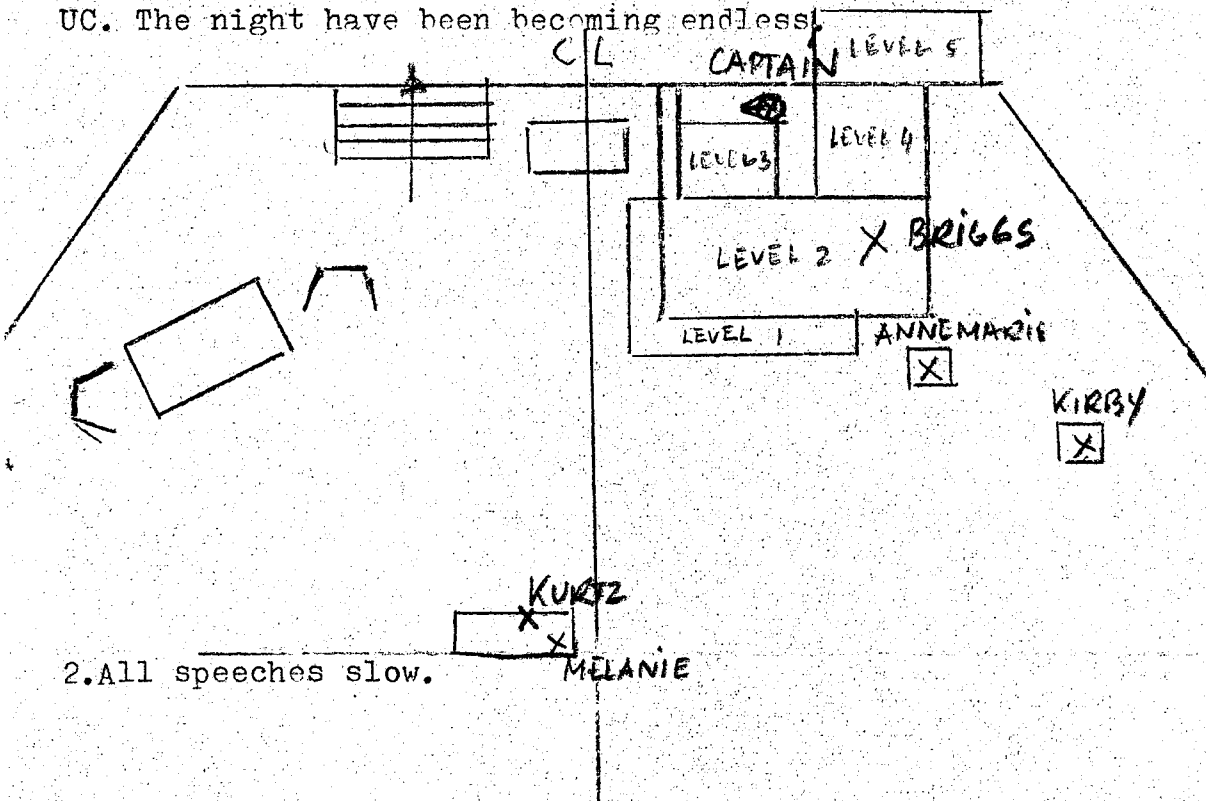 UC. The night have been becoming endless.
C L
CAPTAIN
LEVEL 5
LEVEL 3
LEVEL 4
LEVEL 2 X BRIGGS
LEVEL 1
ANNEMARIE
X
KIRBY
X
KURTZ
X
X
MELANIE
2.All speeches slow.